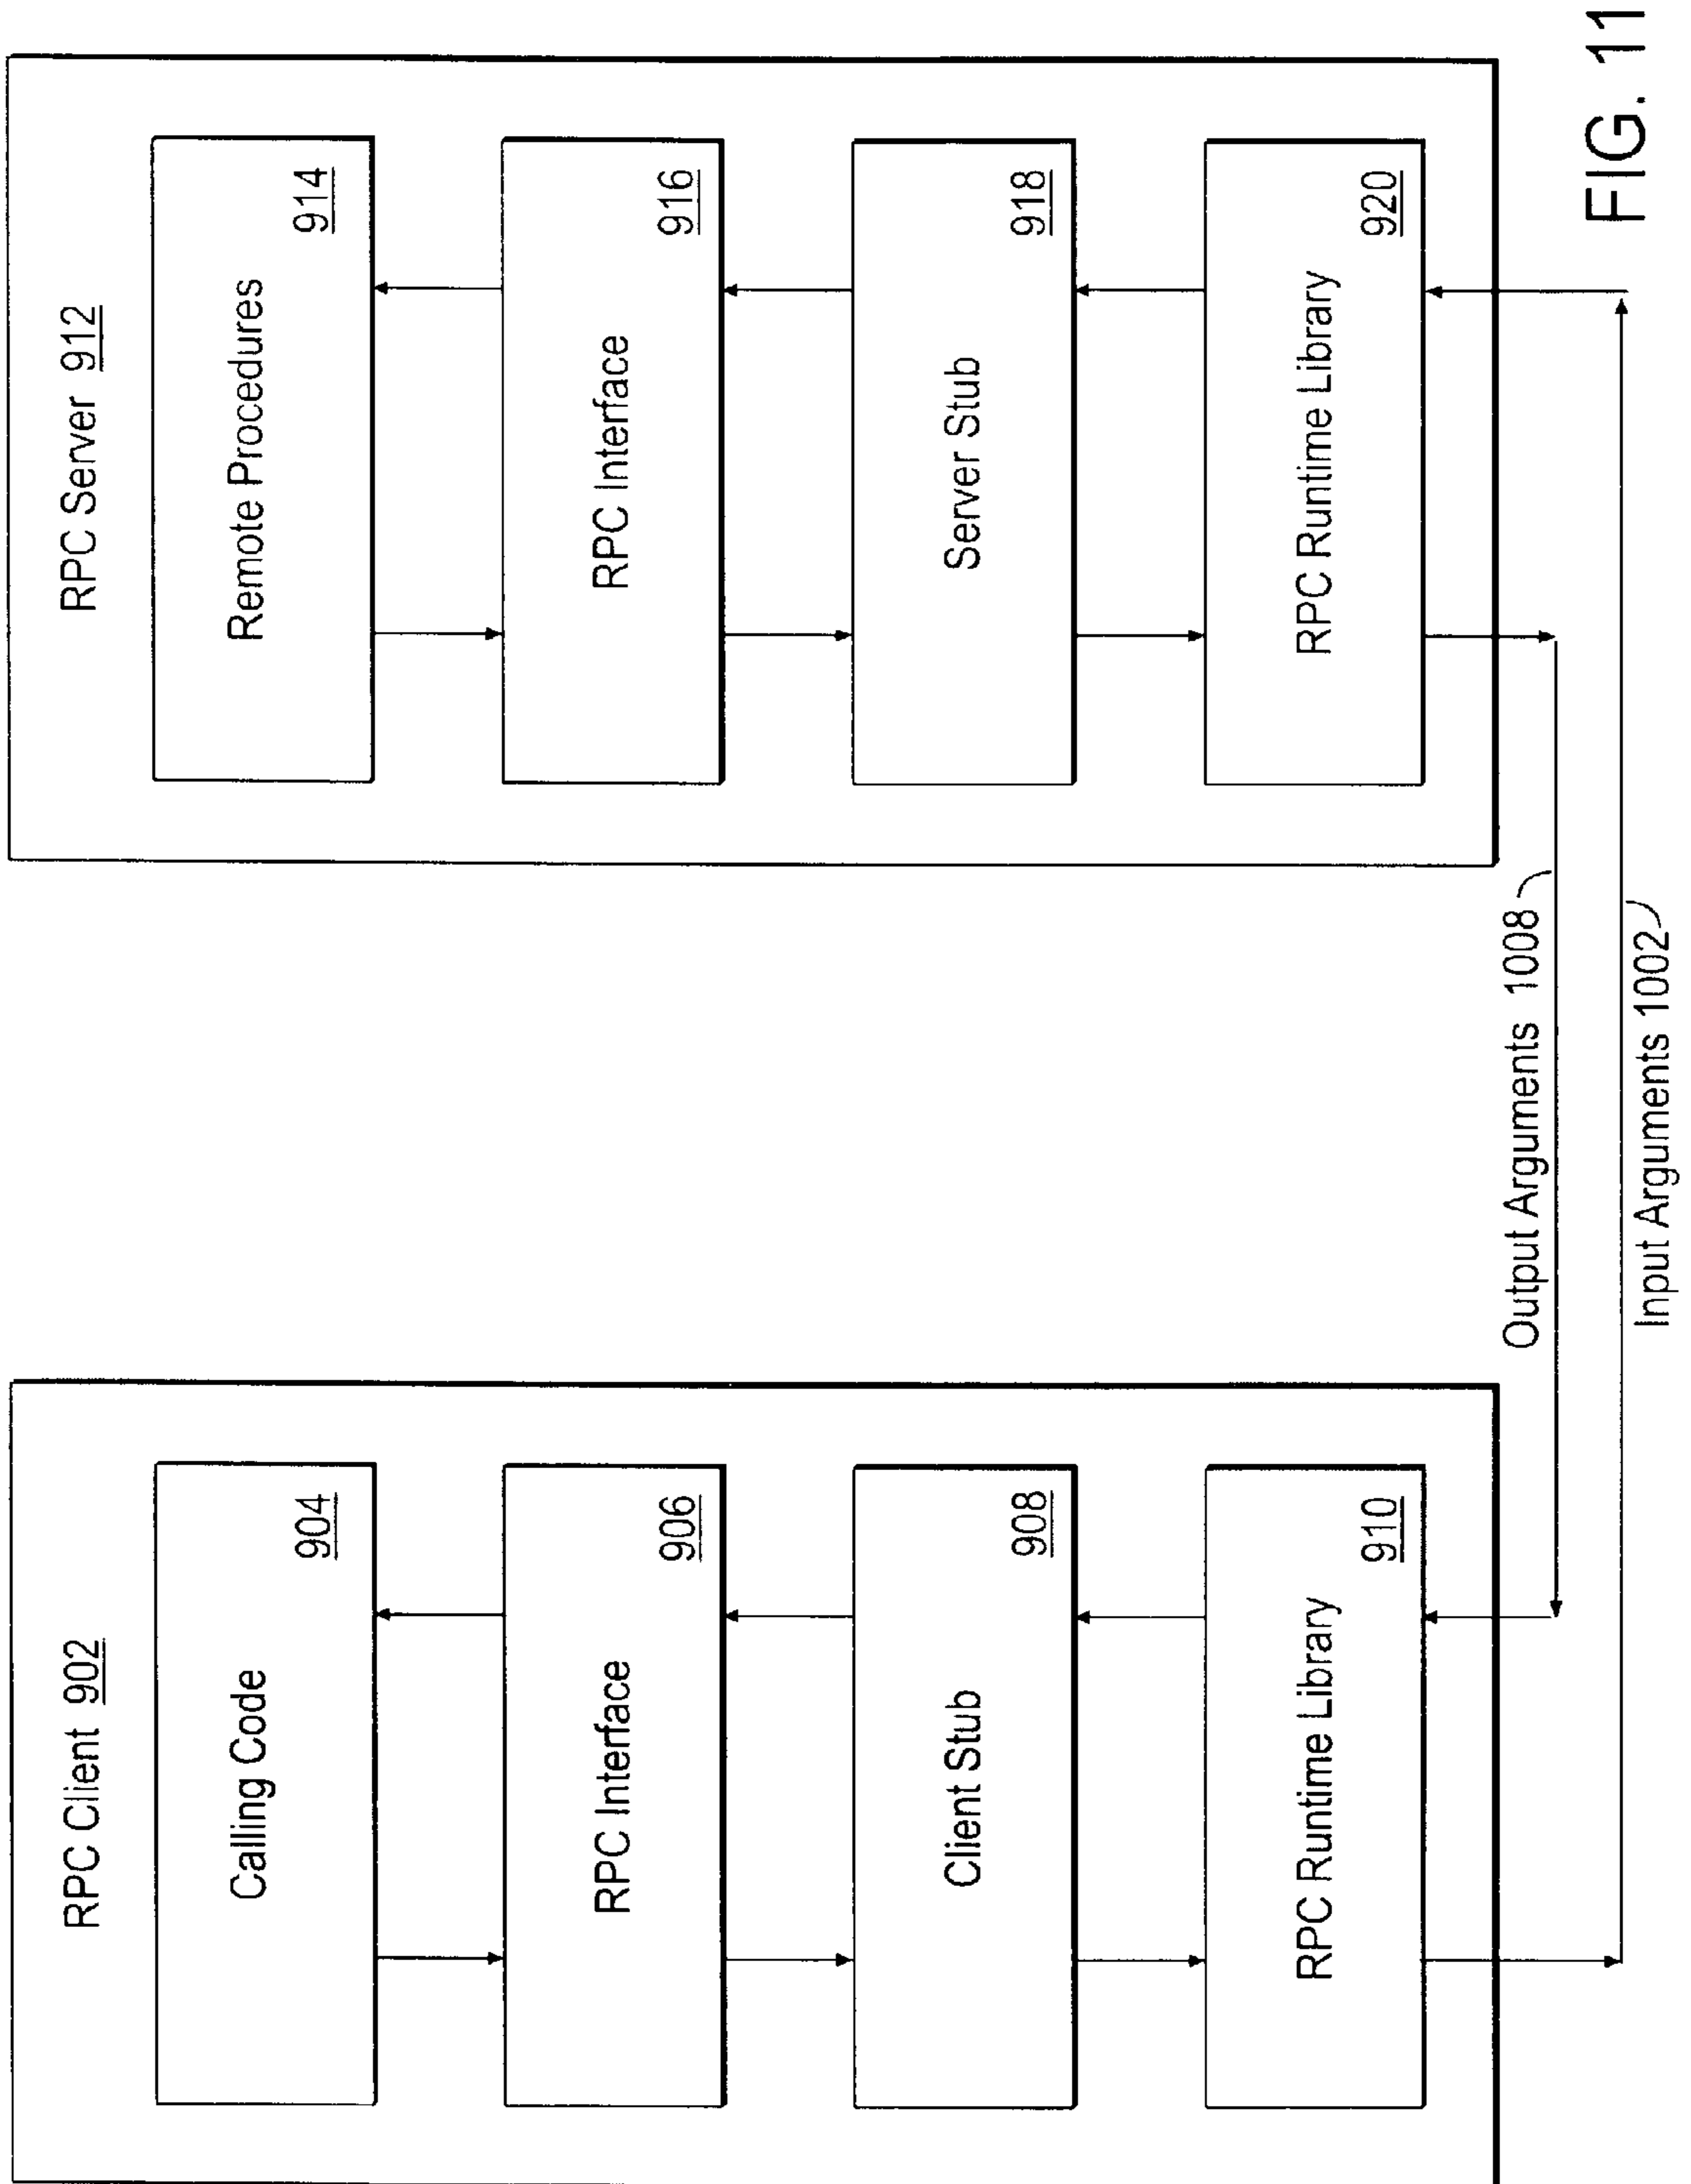 RPC Client 902
Calling Code
904
RPC Interface
906
Client Stub
908
RPC Runtime Library
910
RPC Server 912
Remote Procedures
914
RPC Interface
916
Server Stub
918
RPC Runtime Library
920
Output Arguments 1008
Input Arguments 1002
FIG. 11